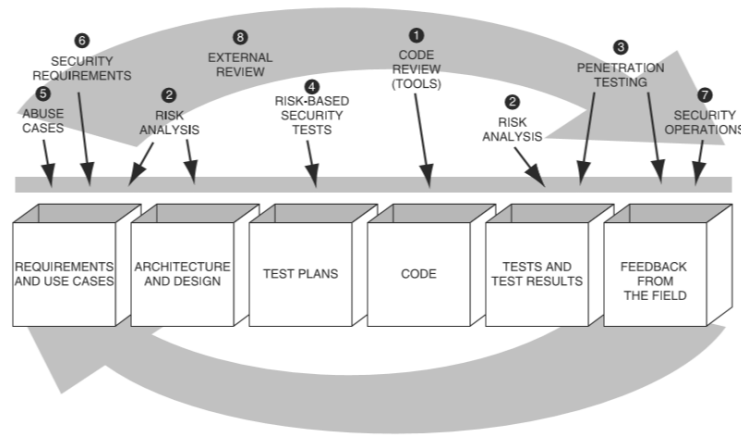 6
SECURITY
REQUIREMENTS
5
ABUSE
CASES
2
RISK
ANALYSIS
8
EXTERNAL
REVIEW
4
RISK-BASED
SECURITY
TESTS
1
CODE
REVIEW
(TOOLS)
2
RISK
ANALYSIS
3
PENETRATION
TESTING
7
SECURITY
OPERATIONS
REQUIREMENTS
AND USE CASES
ARCHITECTURE
AND DESIGN
TEST PLANS
CODE
TESTS AND
TEST RESULTS
FEEDBACK
FROM
THE FIELD